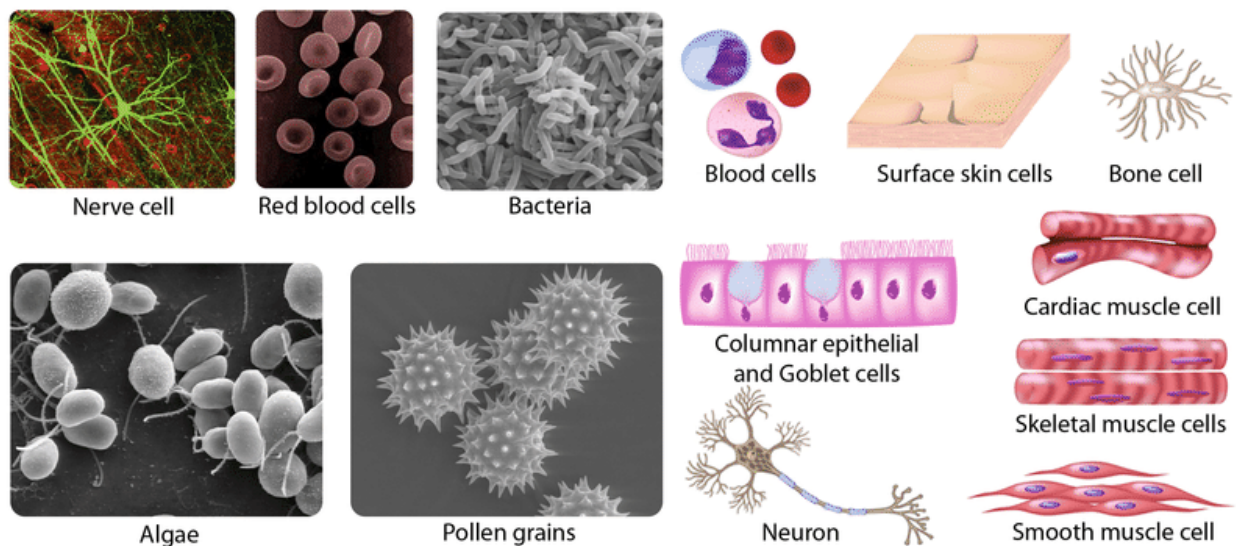 Nerve cell
Red blood cells
Bacteria
Blood cells
Surface skin cells
Bone cell
Cardiac muscle cell
Columnar epithelial
and Goblet cells
Skeletal muscle cells
Algae
Pollen grains
Neuron
Smooth muscle cell